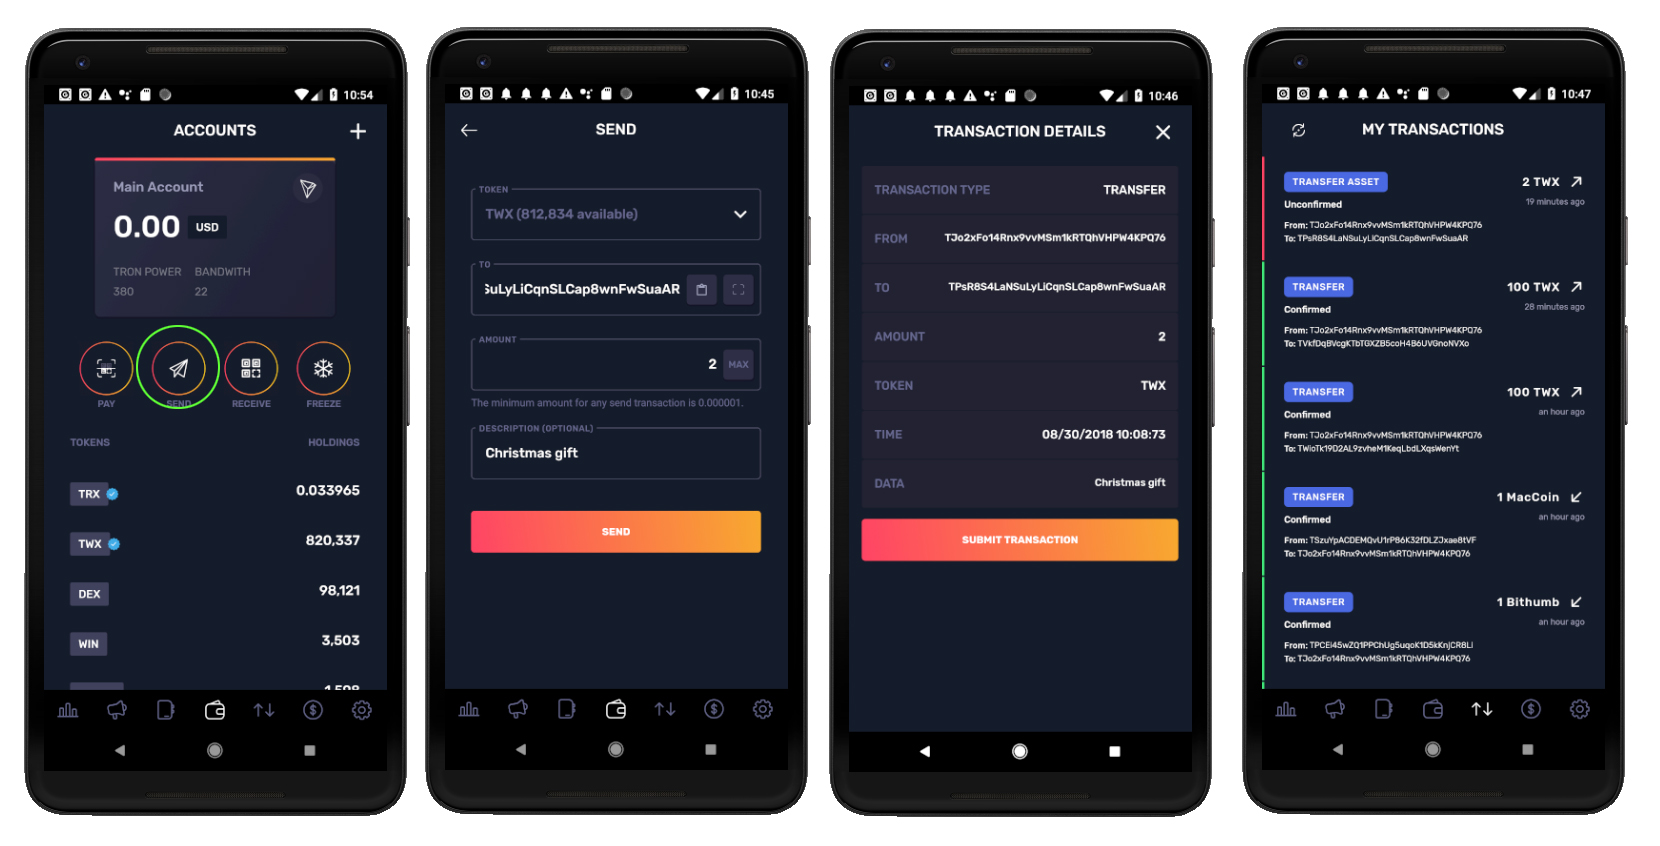 10:54
ACCOUNTS
Main Account
0.00 USD
TRON POWER BANDWITH
380 22
PAY SEND RECEIVE FREEZE
TOKENS HOLDINGS
TRX 0.033965
TWX 820,337
DEX 98,121
WIN 3,503
10:45
SEND
TOKEN
TWX (812,834 available)
TO
SuLyLiCqnSLCap8wnFwSuaAR
AMOUNT
2 MAX
The minimum amount for any send transaction is 0.000001.
DESCRIPTION (OPTIONAL)
Christmas gift
SEND
10:46
TRANSACTION DETAILS
TRANSACTION TYPE TRANSFER
FROM TJo2xFo14Rnx9vvMSm1kRTQhVHPW4KPQ76
TO TPsR8S4LaNSuLyLiCqnSLCap8wnFwSuaAR
AMOUNT 2
TOKEN TWX
TIME 08/30/2018 10:08:73
DATA Christmas gift
SUBMIT TRANSACTION
10:47
MY TRANSACTIONS
TRANSFER ASSET 2 TWX
Unconfirmed 19 minutes ago
From: TJo2xFo14Rnx9vvMSm1kRTQhVHPW4KPQ76
To: TPsR8S4LaNSuLyLiCqnSLCap8wnFwSuaAR
TRANSFER 100 TWX
Confirmed 28 minutes ago
From: TJo2xFo14Rnx9vvMSm1kRTQhVHPW4KPQ76
To: TVkfDqBVcgKTbTGXZB5coH4B6UVGnoNVXo
TRANSFER 100 TWX
Confirmed an hour ago
From: TJo2xFo14Rnx9vvMSm1kRTQhVHPW4KPQ76
To: TWioTk19D2AL9zvheM1KeqLbdLXqsWenYt
TRANSFER 1 MacCoin
Confirmed an hour ago
From: TSzuYpACDEMQvU1rP86K32fDLZJxae8tVF
To: TJo2xFo14Rnx9vvMSm1kRTQhVHPW4KPQ76
TRANSFER 1 Bithumb
Confirmed an hour ago
From: TPCEi45wZQ1PPChUg5uqoK1D5kKnjCR8Li
To: TJo2xFo14Rnx9vvMSm1kRTQhVHPW4KPQ76